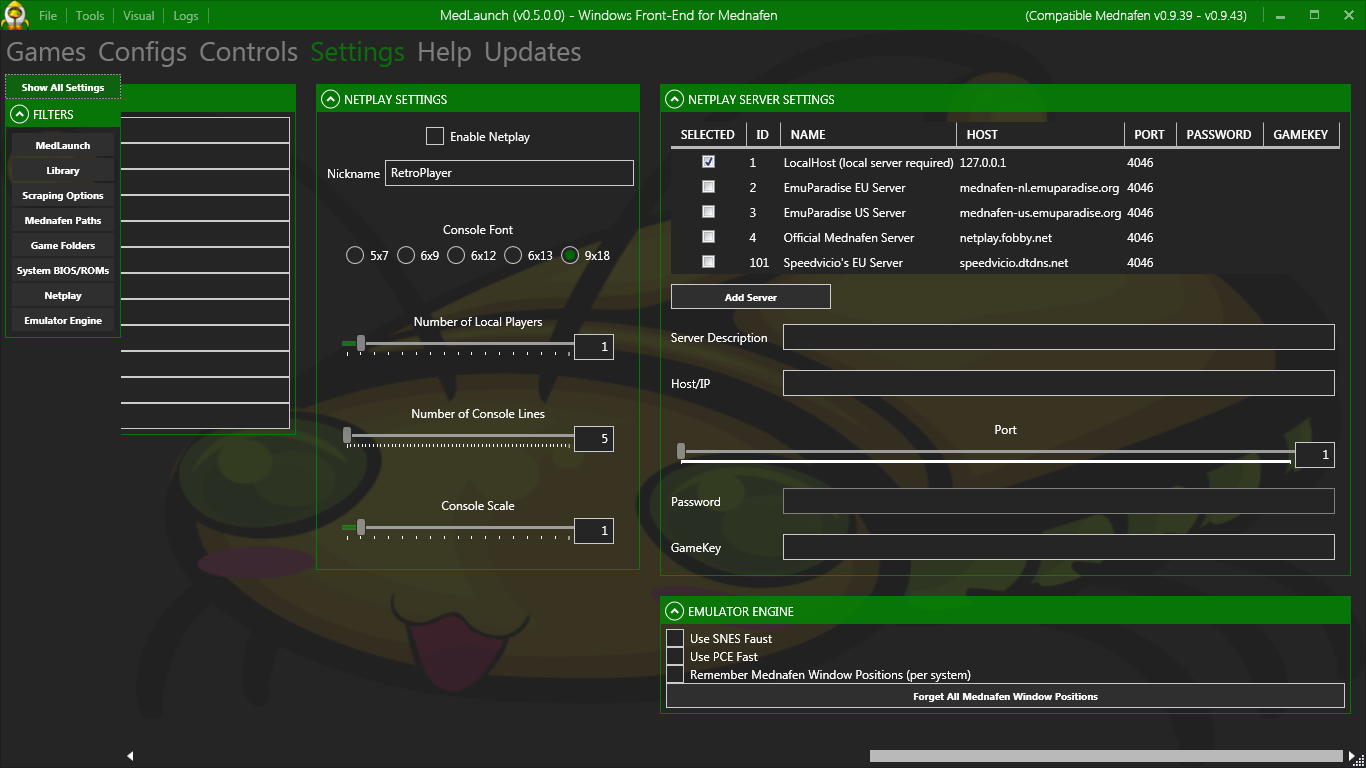 File Tools Visual Logs MedLaunch (v0.5.0.0) - Windows Front-End for Mednafen (Compatible Mednafen v0.9.39 - v0.9.43)
Games Configs Controls Settings Help Updates
Show All Settings
FILTERS
MedLaunch
Library
Scraping Options
Mednafen Paths
Game Folders
System BIOS/ROMs
Netplay
Emulator Engine
NETPLAY SETTINGS
Enable Netplay
Nickname RetroPlayer
Console Font
5x7 6x9 6x12 6x13 9x18
Number of Local Players
1
Number of Console Lines
5
Console Scale
1
NETPLAY SERVER SETTINGS
SELECTED ID NAME HOST PORT PASSWORD GAMEKEY
1 LocalHost (local server required) 127.0.0.1 4046
2 EmuParadise EU Server mednafen-nl.emuparadise.org 4046
3 EmuParadise US Server mednafen-us.emuparadise.org 4046
4 Official Mednafen Server netplay.fobby.net 4046
101 Speedvicio's EU Server speedvicio.dtdns.net 4046
Add Server
Server Description
Host/IP
Port
1
Password
GameKey
EMULATOR ENGINE
Use SNES Faust
Use PCE Fast
Remember Mednafen Window Positions (per system)
Forget All Mednafen Window Positions